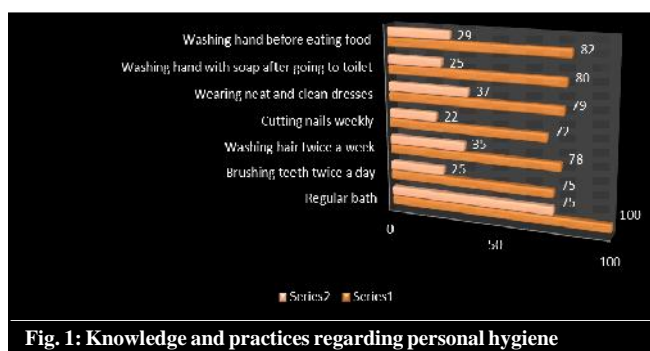 Washing hand before eating food
29
82
Washing hand with soap after going to toilet
25
80
Wearing neat and clean dresses
37
79
Cutting nails weekly
22
72
Washing hair twice a week
35
78
Brushing teeth twice a day
25
75
Regular bath
75
100
0
50
100
Series2 Series1
Fig. 1: Knowledge and practices regarding personal hygiene